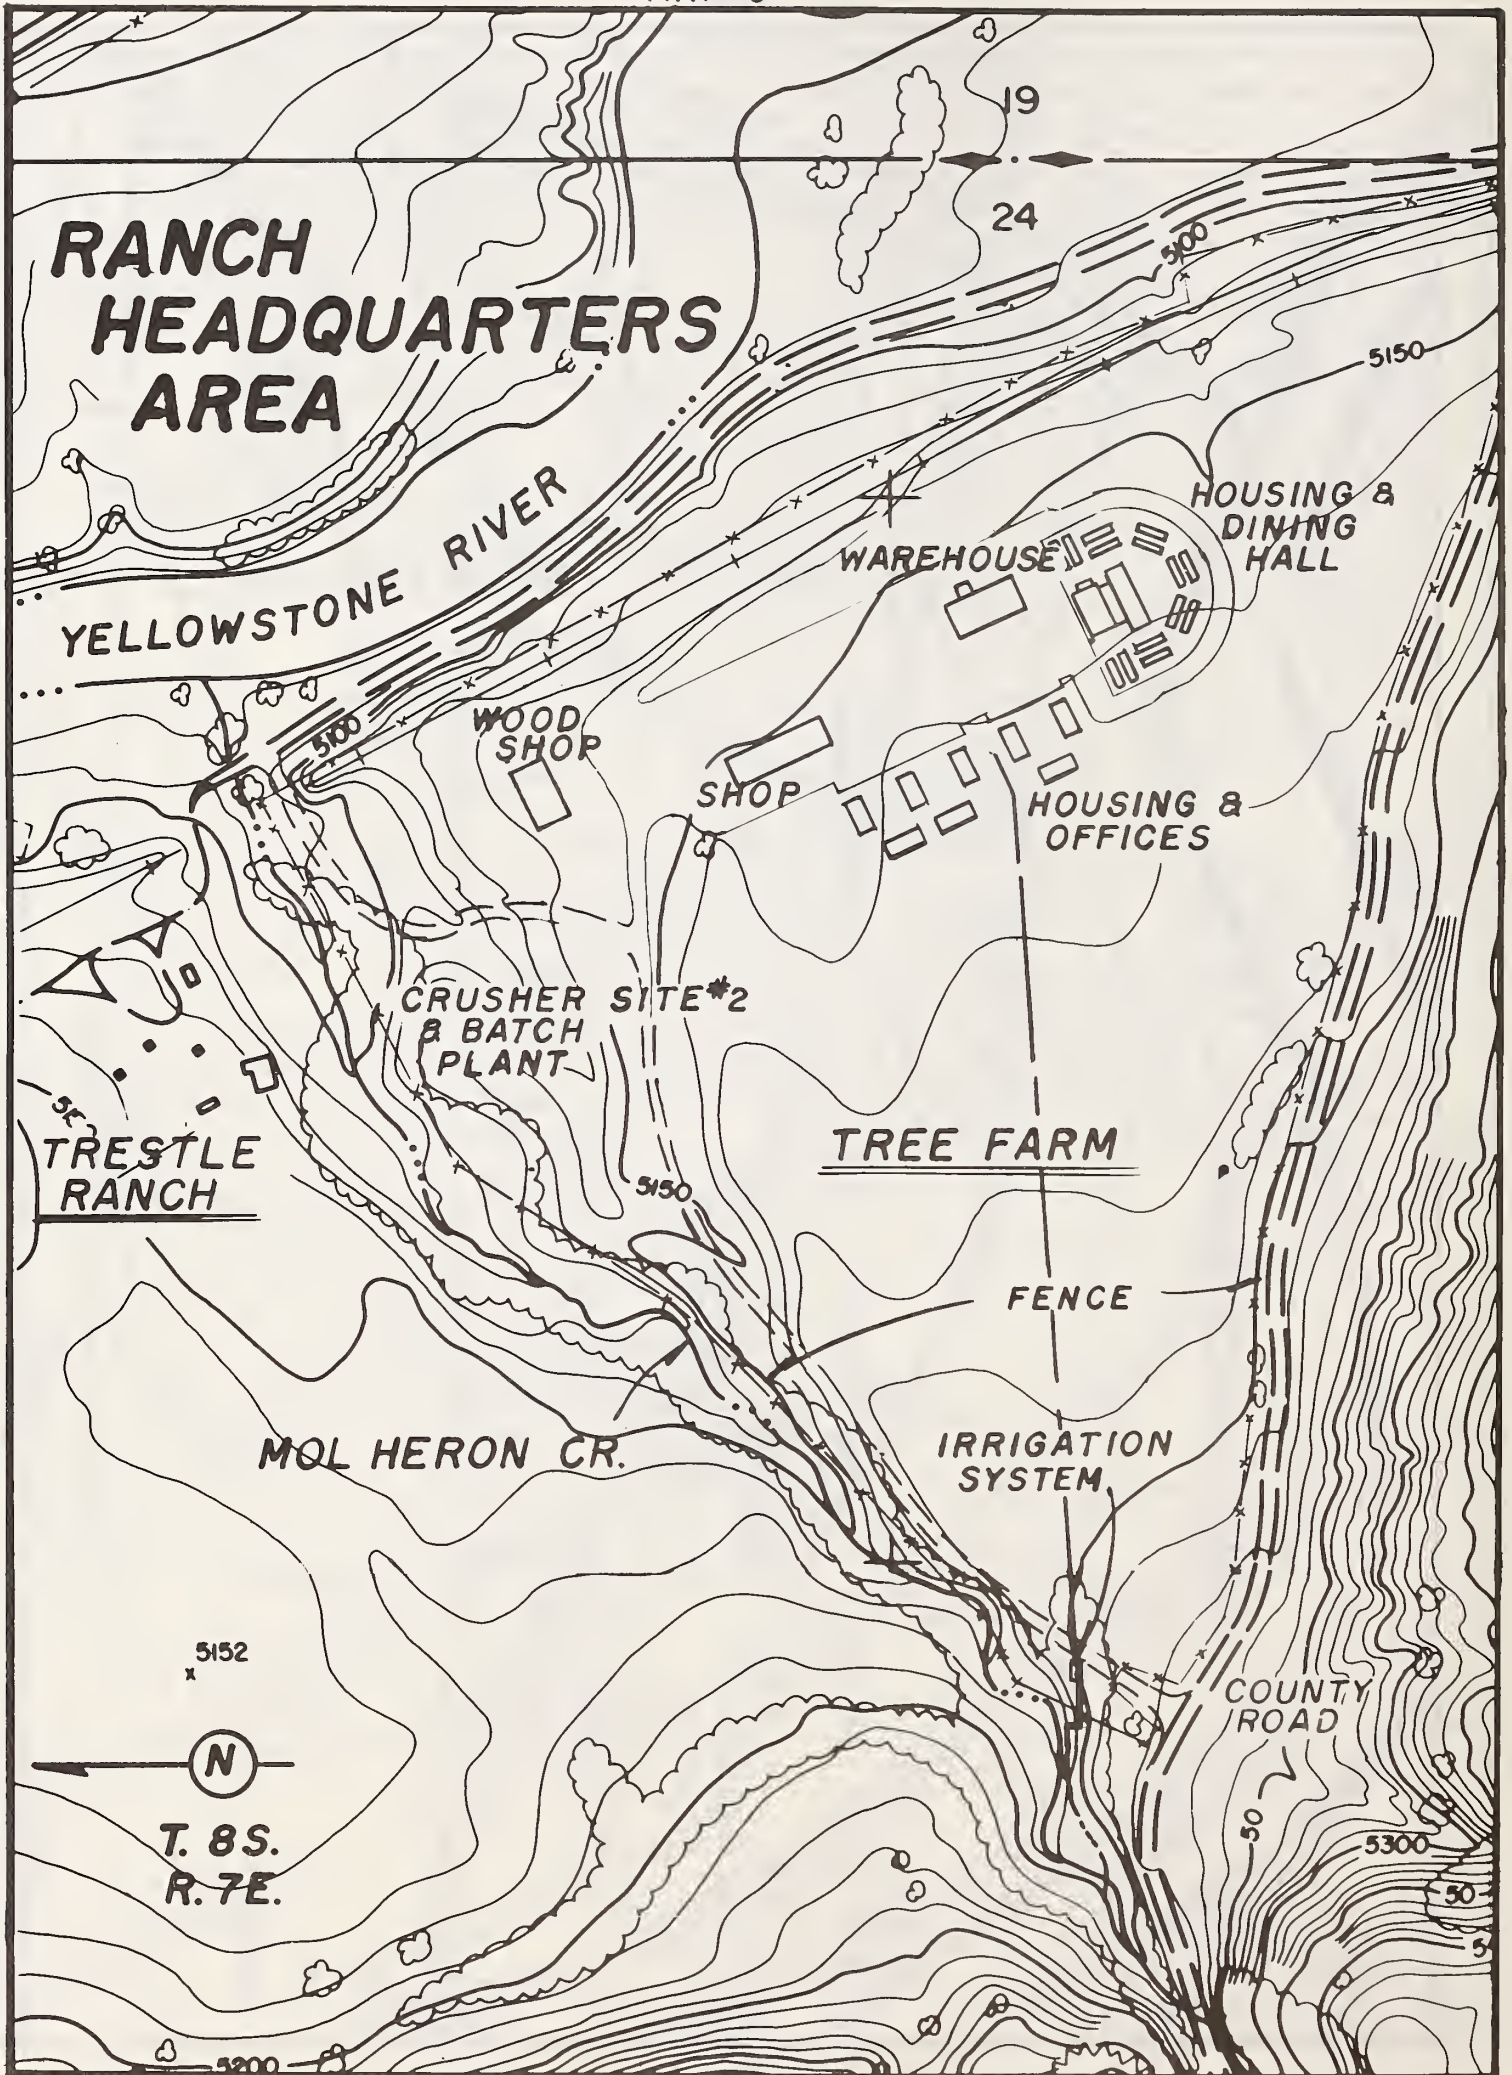 19
24
RANCH
HEADQUARTERS
AREA
5100
5150
YELLOWSTONE RIVER
HOUSING &
DINING
HALL
WAREHOUSE
WOOD
SHOP
5100
SHOP
HOUSING &
OFFICES
CRUSHER SITE #2
& BATCH
PLANT
TRESTLE
RANCH
TREE FARM
5150
FENCE
MOL HERON CR.
IRRIGATION
SYSTEM
5152
COUNTY
ROAD
N
T. 8S.
R. 7E.
50
5300
50
5200